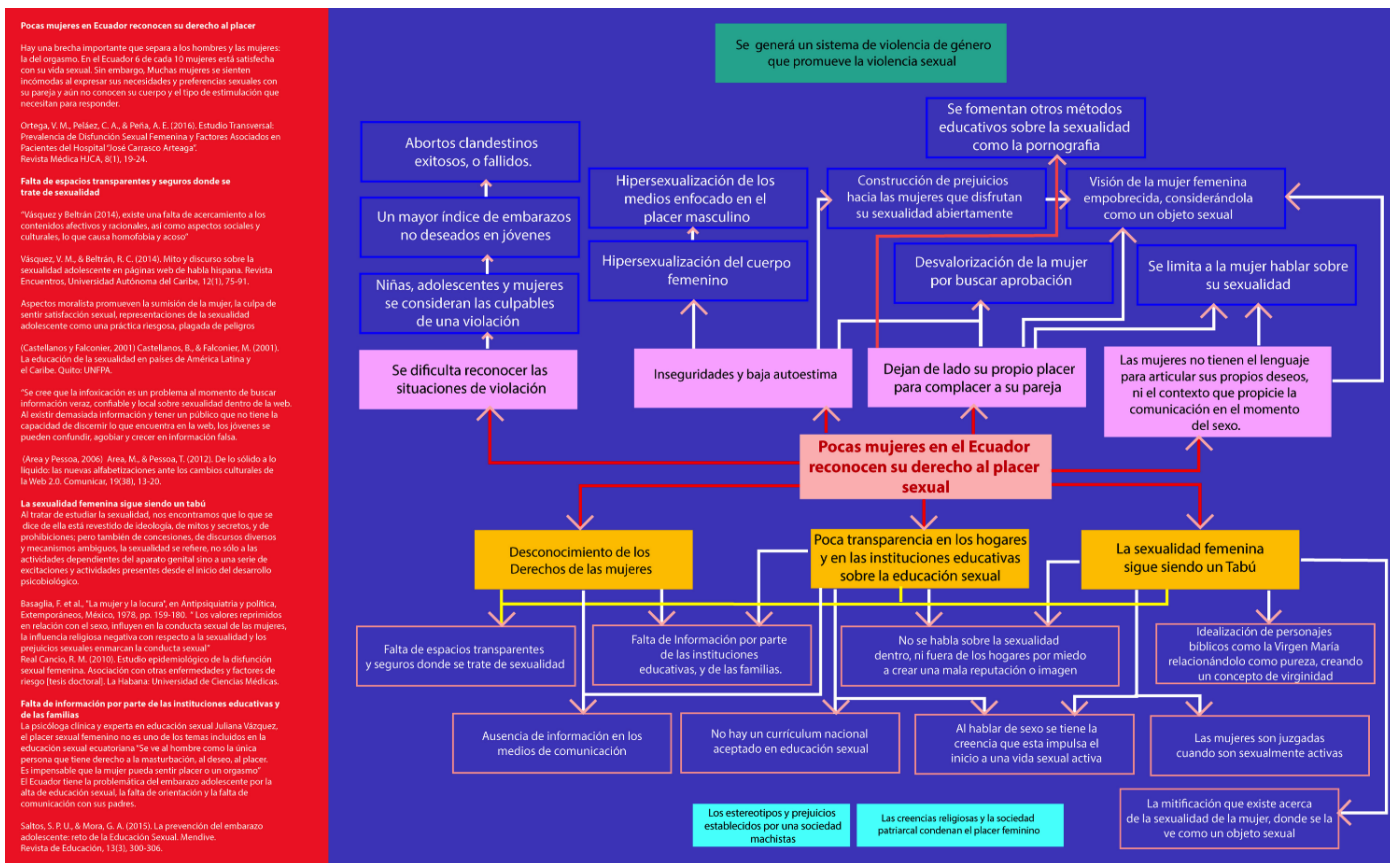 Pocas mujeres en Ecuador reconocen su derecho al placer
Hay una brecha importante que separa a los hombres y las mujeres:
la del orgasmo. En el Ecuador 6 de cada 10 mujeres está satisfecha
con su vida sexual. Sin embargo, Muchas mujeres se sienten
incómodas al expresar sus necesidades y preferencias sexuales con
su pareja y aún no conocen su cuerpo y el tipo de estimulación que
necesitan para responder.
Ortega, V. M., Peláez, C. A., & Peña, A. E. (2016). Estudio Transversal:
Prevalencia de Disfunción Sexual Femenina y Factores Asociados en
Pacientes del Hospital "José Carrasco Arteaga".
Revista Médica HJCA, 8(1), 19-24.
Falta de espacios transparentes y seguros donde se
trate de sexualidad
"Vásquez y Beltrán (2014), existe una falta de acercamiento a los
contenidos afectivos y racionales, así como aspectos sociales y
culturales, lo que causa homofobia y acoso"
Vásquez, V. M., & Beltrán, R. C. (2014). Mito y discurso sobre la
sexualidad adolescente en páginas web de habla hispana. Revista
Encuentros, Universidad Autónoma del Caribe, 12(1), 75-91.
Aspectos moralista promueven la sumisión de la mujer, la culpa de
sentir satisfacción sexual, representaciones de la sexualidad
adolescente como una práctica riesgosa, plagada de peligros
(Castellanos y Falconier, 2001) Castellanos, B., & Falconier, M. (2001).
La educación de la sexualidad en países de América Latina y
el Caribe. Quito: UNFPA.
"Se cree que la infoxicación es un problema al momento de buscar
información veraz, confiable y local sobre sexualidad dentro de la web.
Al existir demasiada información y tener un público que no tiene la
capacidad de discernir lo que encuentra en la web, los jóvenes se
pueden confundir, agobiar y crecer en información falsa.
(Area y Pessoa, 2006) Area, M., & Pessoa, T. (2012). De lo sólido a lo
líquido: las nuevas alfabetizaciones ante los cambios culturales de
la Web 2.0. Comunicar, 19(38), 13-20.
La sexualidad femenina sigue siendo un tabú
Al tratar de estudiar la sexualidad, nos encontramos que lo que se
dice de ella está revestido de ideología, de mitos y secretos, y de
prohibiciones; pero también de concesiones, de discursos diversos
y mecanismos ambiguos, la sexualidad se refiere, no sólo a las
actividades dependientes del aparato genital sino a una serie de
excitaciones y actividades presentes desde el inicio del desarrollo
psicobiológico.
Basaglia, F. et al., "La mujer y la locura", en Antipsiquiatria y política,
Extemporáneos, México, 1978, pp. 159-180. " Los valores reprimidos
en relación con el sexo, influyen en la conducta sexual de las mujeres,
la influencia religiosa negativa con respecto a la sexualidad y los
prejuicios sexuales enmarcan la conducta sexual"
Real Cancio, R. M. (2010). Estudio epidemiológico de la disfunción
sexual femenina. Asociación con otras enfermedades y factores de
riesgo [tesis doctoral]. La Habana: Universidad de Ciencias Médicas.
Falta de información por parte de las instituciones educativas y
de las familias
La psicóloga clínica y experta en educación sexual Juliana Vázquez,
el placer sexual femenino no es uno de los temas incluidos en la
educación sexual ecuatoriana "Se ve al hombre como la única
persona que tiene derecho a la masturbación, al deseo, al placer.
Es impensable que la mujer pueda sentir placer o un orgasmo"
El Ecuador tiene la problemática del embarazo adolescente por la
alta de educación sexual, la falta de orientación y la falta de
comunicación con sus padres.
Saltos, S. P. U., & Mora, G. A. (2015). La prevención del embarazo
adolescente: reto de la Educación Sexual. Mendive.
Revista de Educación, 13(3), 300-306.
Se generá un sistema de violencia de género
que promueve la violencia sexual
Se fomentan otros métodos
educativos sobre la sexualidad
como la pornografia
Abortos clandestinos
exitosos, o fallidos.
Hipersexualización de los
medios enfocado en el
placer masculino
Construcción de prejuicios
hacia las mujeres que disfrutan
su sexualidad abiertamente
Visión de la mujer femenina
empobrecida, considerándola
como un objeto sexual
Un mayor índice de embarazos
no deseados en jóvenes
Hipersexualización del cuerpo
femenino
Desvalorización de la mujer
por buscar aprobación
Se limita a la mujer hablar sobre
su sexualidad
Niñas, adolescentes y mujeres
se consideran las culpables
de una violación
Se dificulta reconocer las
situaciones de violación
Inseguridades y baja autoestima
Dejan de lado su propio placer
para complacer a su pareja
Las mujeres no tienen el lenguaje
para articular sus propios deseos,
ni el contexto que propicie la
comunicación en el momento
del sexo.
Pocas mujeres en el Ecuador
reconocen su derecho al placer
sexual
Desconocimiento de los
Derechos de las mujeres
Poca transparencia en los hogares
y en las instituciones educativas
sobre la educación sexual
La sexualidad femenina
sigue siendo un Tabú
Falta de espacios transparentes
y seguros donde se trate de sexualidad
Falta de Información por parte
de las instituciones
educativas, y de las familias.
No se habla sobre la sexualidad
dentro, ni fuera de los hogares por miedo
a crear una mala reputación o imagen
Idealización de personajes
bíblicos como la Virgen María
relacionándolo como pureza, creando
un concepto de virginidad
Ausencia de información en los
medios de comunicación
No hay un currículum nacional
aceptado en educación sexual
Al hablar de sexo se tiene la
creencia que esta impulsa el
inicio a una vida sexual activa
Las mujeres son juzgadas
cuando son sexualmente activas
La mitificación que existe acerca
de la sexualidad de la mujer, donde se la
ve como un objeto sexual
Los estereotipos y prejuicios
establecidos por una sociedad
machistas
Las creencias religiosas y la sociedad
patriarcal condenan el placer feminino